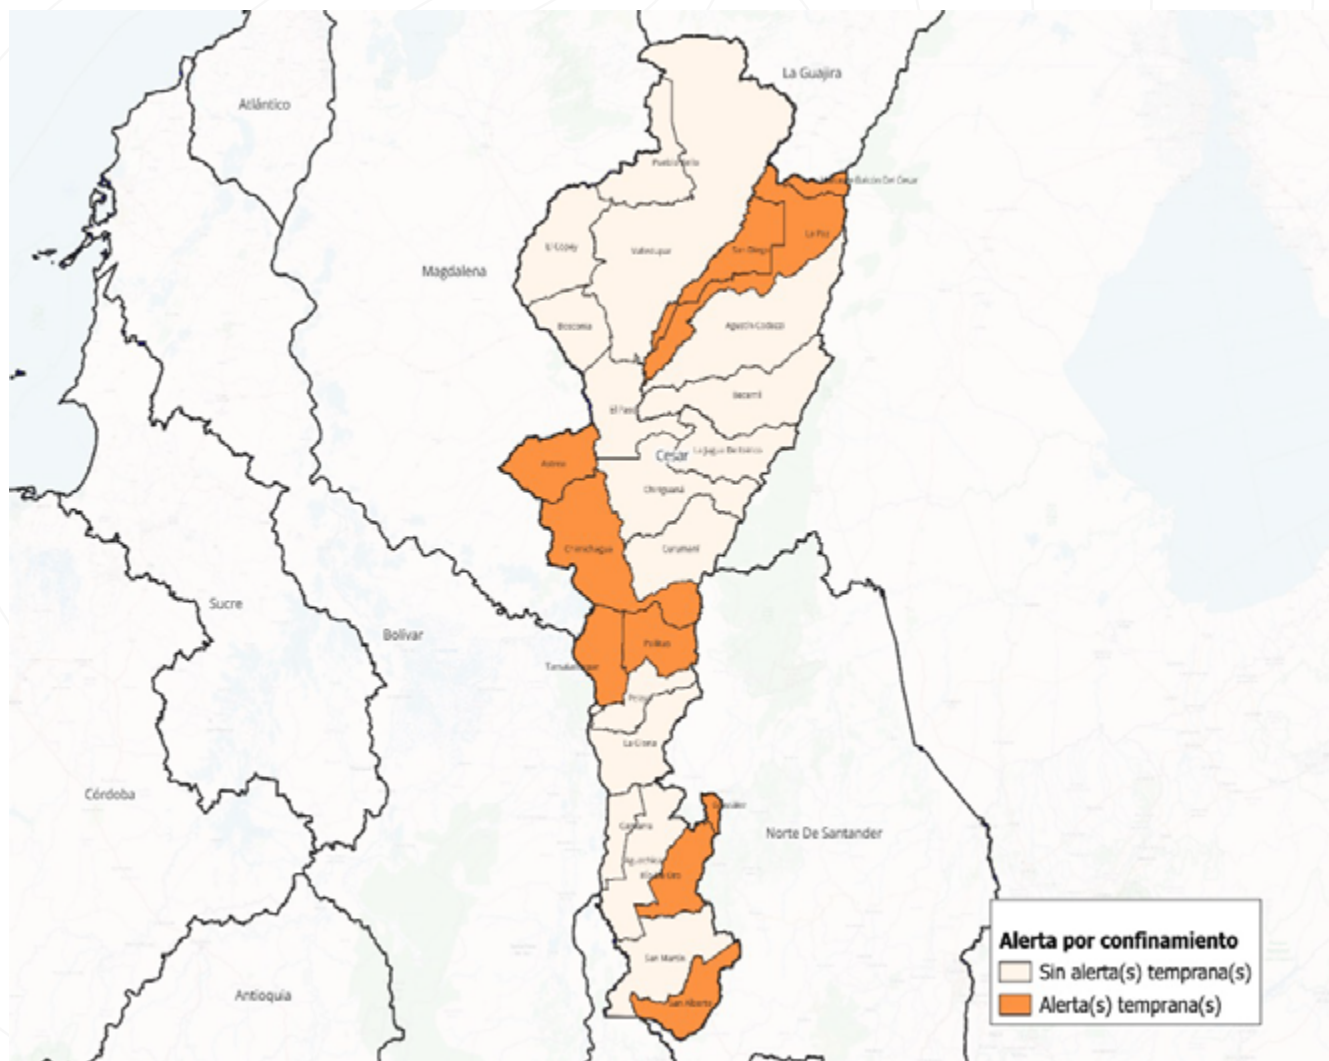 La Guajira
Atlántico
Pueblo Bello
Balcón Del Cesar
La Paz
El Copey
Valledupar
San Diego
Magdalena
Bosconia
Agustín Codazzi
Becerril
El Paso
La Jagua De Ibirico
Cesar
Astrea
Chiriguaná
Chimichagua
Curumaní
Sucre
Bolívar
Pailitas
Tamalameque
La Gloria
Córdoba
González
Gamarra
Norte De Santander
Aguachica
Río De Oro
Alerta por confinamiento
San Martín
Sin alerta(s) temprana(s)
Antioquia
San Alberto
Alerta(s) temprana(s)